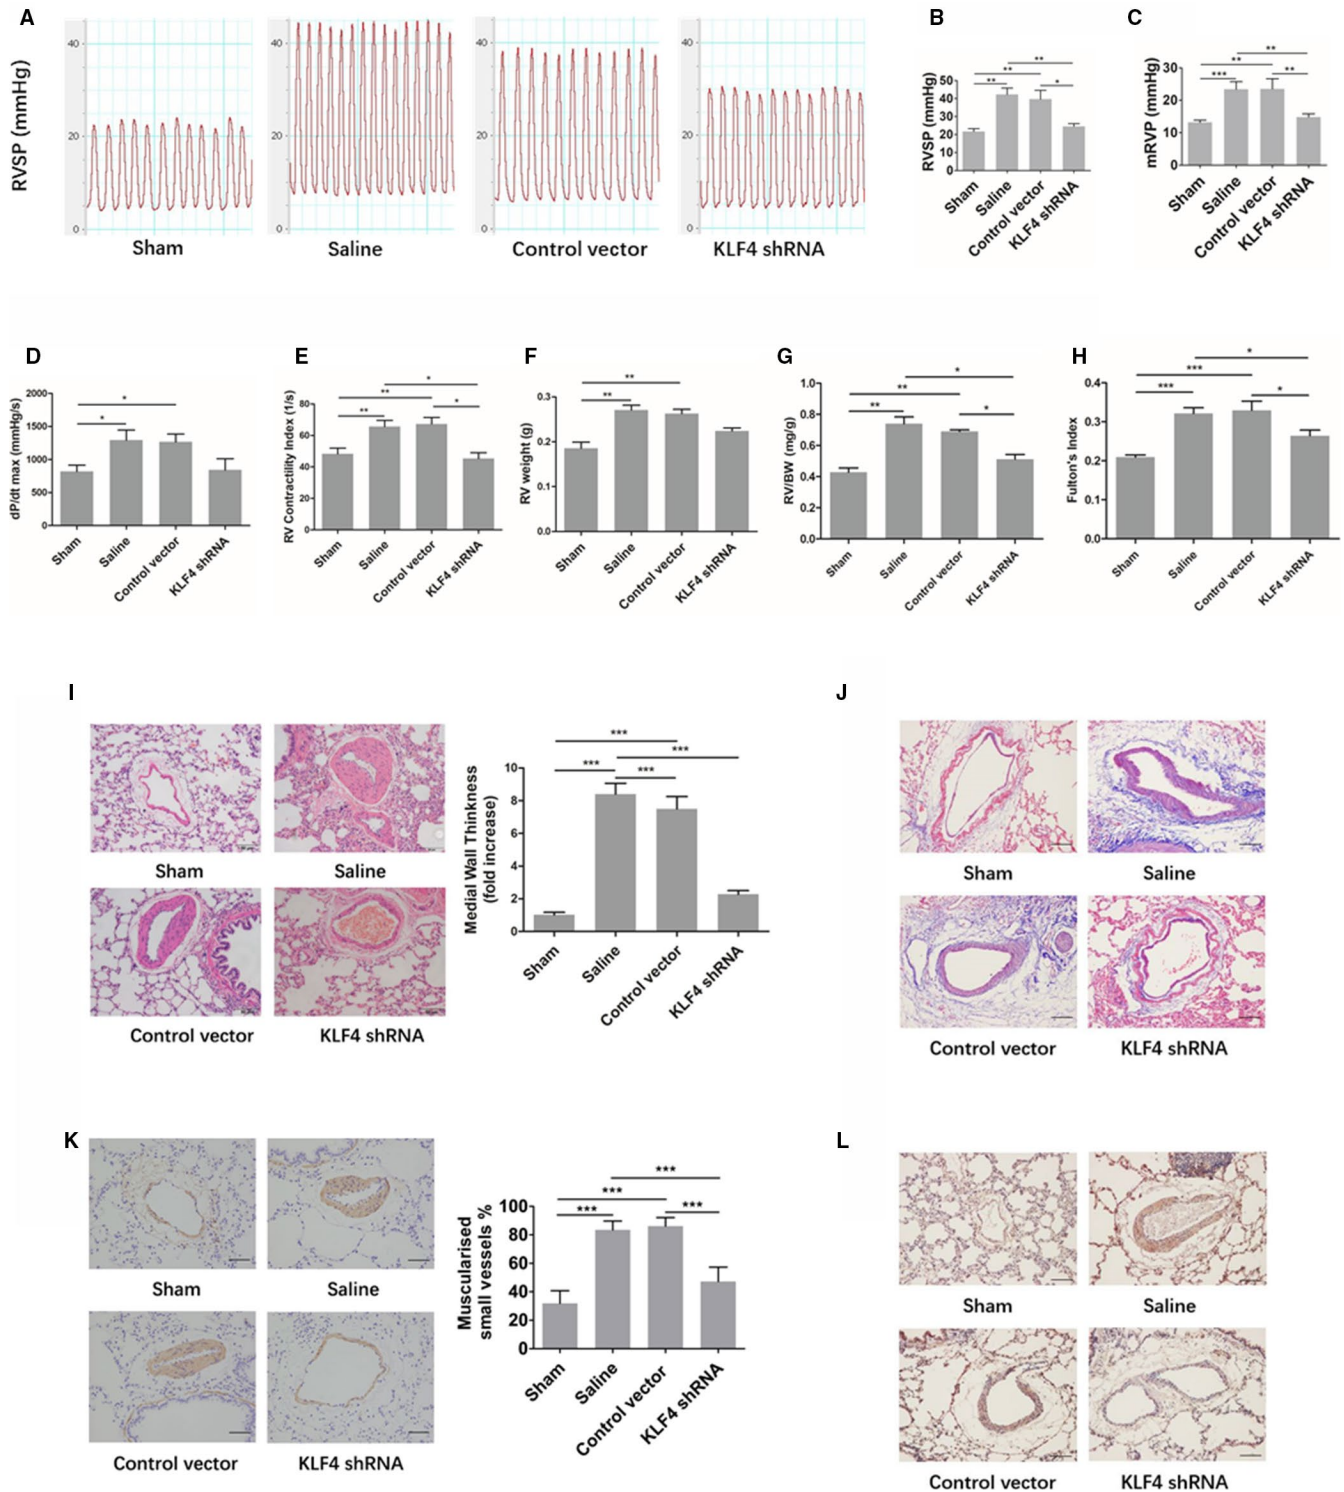 A
RVSP (mmHg)
40
20
0
Sham
40
20
0
Saline
40
20
0
Control vector
40
20
0
KLF4 shRNA
B
RVSP (mmHg)
50
40
30
20
10
0
**
**
**
*
Sham
Saline
Control vector
KLF4 shRNA
C
mRVP (mmHg)
30
20
10
0
**
**
***
**
Sham
Saline
Control vector
KLF4 shRNA
D
dP/dt max (mmHg/s)
2000
1500
1000
500
0
*
*
Sham
Saline
Control vector
KLF4 shRNA
E
RV Contractility Index (1/s)
80
60
40
20
0
*
**
**
*
Sham
Saline
Control vector
KLF4 shRNA
F
RV weight (g)
0.3
0.2
0.1
0.0
**
**
Sham
Saline
Control vector
KLF4 shRNA
G
RV/BW (mg/g)
1.0
0.8
0.6
0.4
0.2
0.0
*
**
**
*
Sham
Saline
Control vector
KLF4 shRNA
H
Fulton's Index
0.4
0.3
0.2
0.1
0.0
*
***
***
*
Sham
Saline
Control vector
KLF4 shRNA
I
Sham
Saline
Control vector
KLF4 shRNA
Medial Wall Thinkness
(fold increase)
10
8
6
4
2
0
***
***
***
***
Sham
Saline
Control vector
KLF4 shRNA
J
Sham
Saline
Control vector
KLF4 shRNA
K
Sham
Saline
Control vector
KLF4 shRNA
Muscularised
small vessels %
100
80
60
40
20
0
***
***
***
***
Sham
Saline
Control vector
KLF4 shRNA
L
Sham
Saline
Control vector
KLF4 shRNA